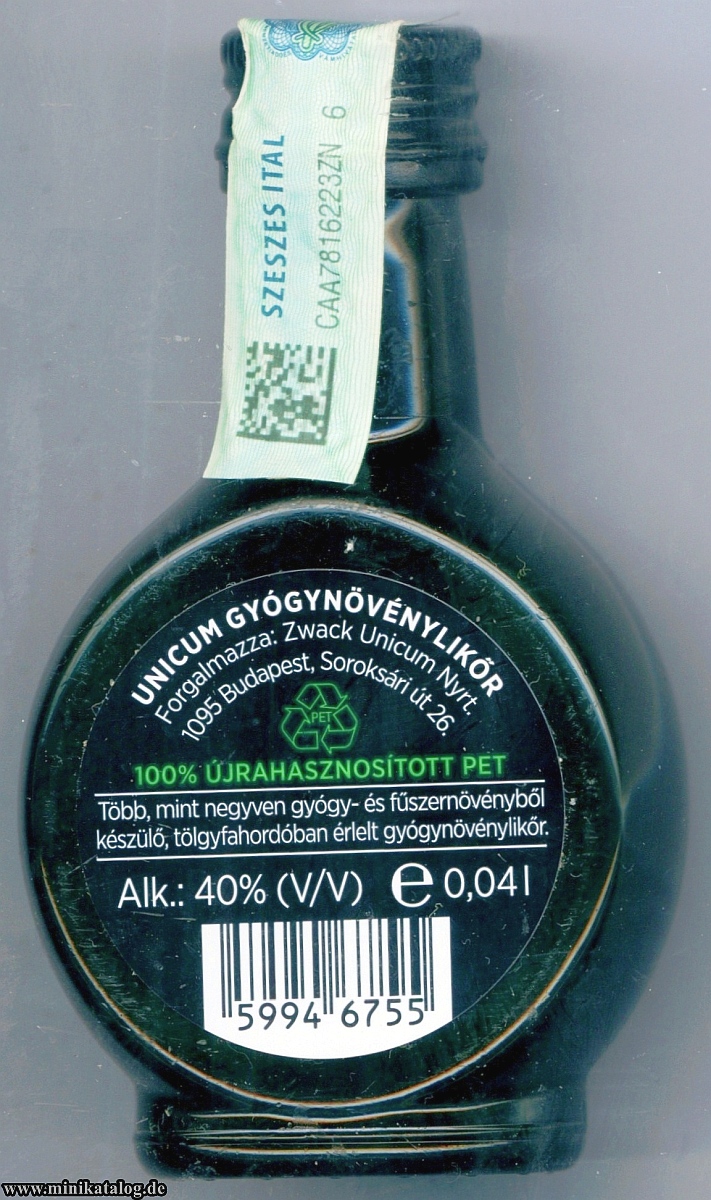 SZESZES ITAL
CAA7816223ZN 6
UNICUM GYÓGYNÖVÉNYLIKŐR
Forgalmazza: Zwack Unicum Nyrt.
1095 Budapest, Soroksári út 26.
PET
100% ÚJRAHASZNOSÍTOTT PET
Több, mint negyven gyógy- és fűszernövényből
készülő, tölgyfahordóban érlelt gyógynövénylikőr.
Alk.: 40% (V/V) ℮ 0,04 l
5994 6755
www.minikatalog.de